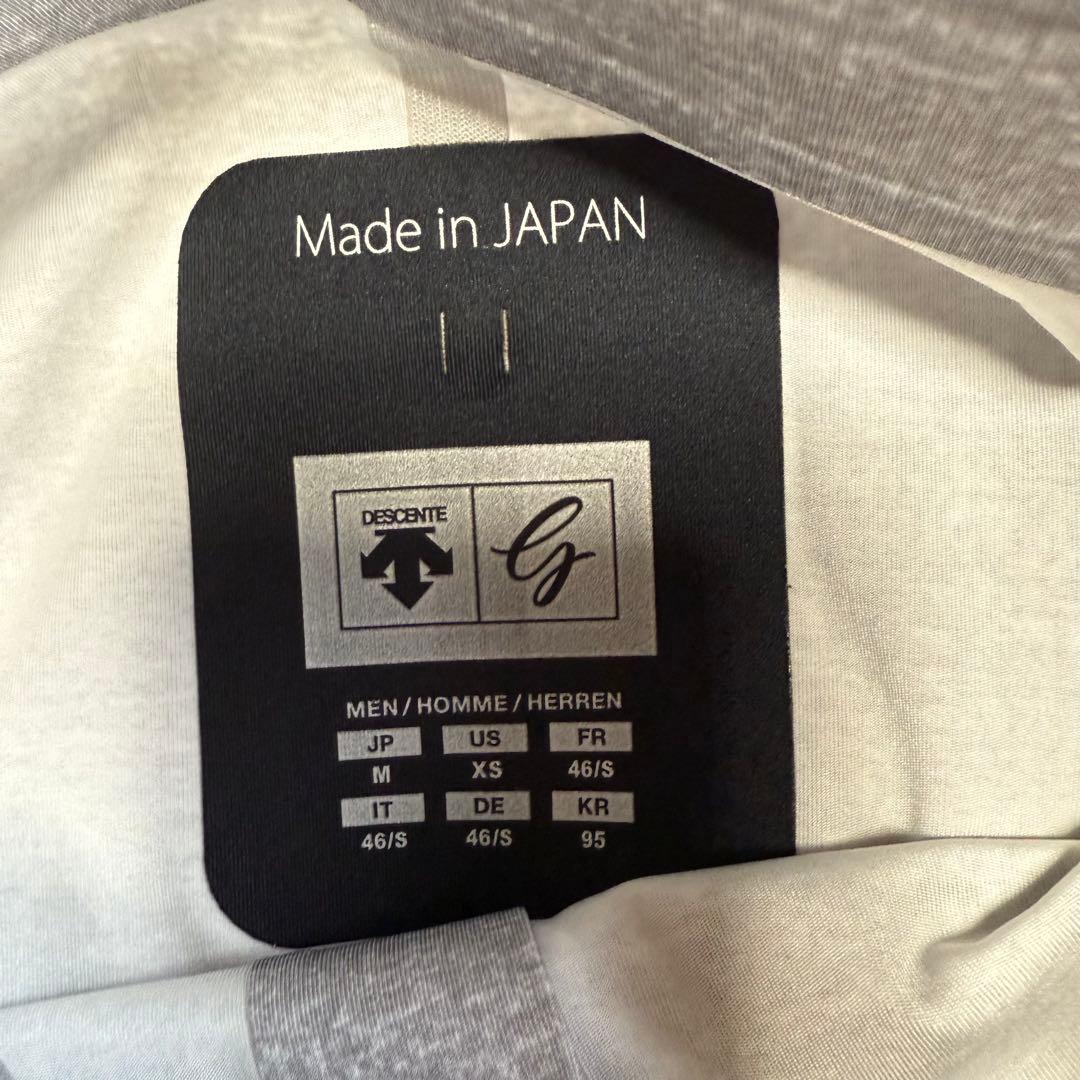 Made in JAPAN
DESCENTE
G
MEN / HOMME / HERREN
JP US FR
M XS 46/S
IT DE KR
46/S 46/S 95